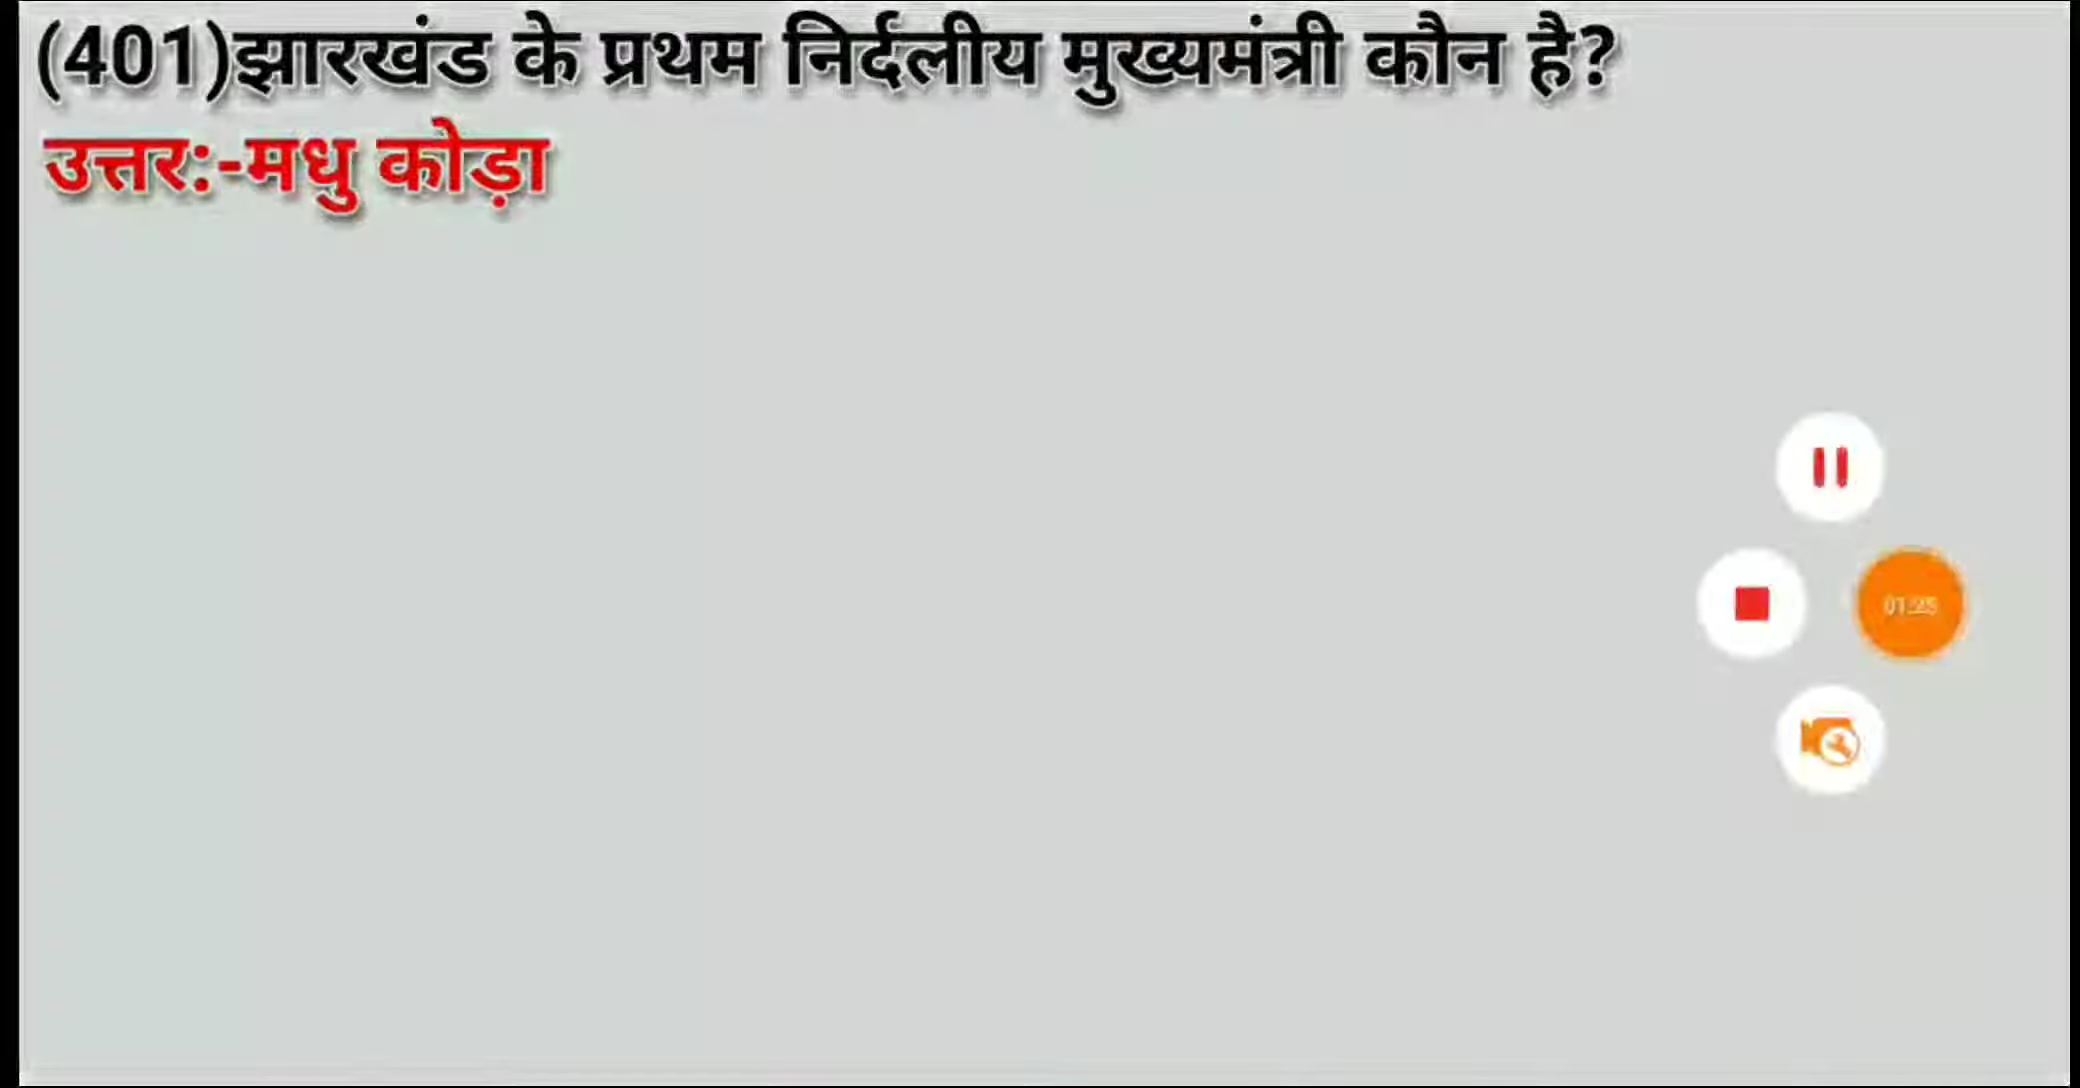 (401)झारखंड के प्रथम निर्दलीय मुख्यमंत्री कौन है?
उत्तर:-मधु कोड़ा